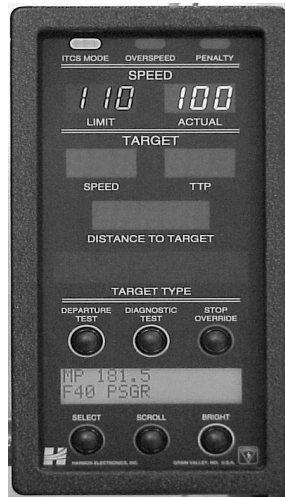 ITCS MODE OVERSPEED PENALTY
SPEED
110 100
LIMIT ACTUAL
TARGET
SPEED TTP
DISTANCE TO TARGET
TARGET TYPE
DEPARTURE TEST DIAGNOSTIC TEST STOP OVERRIDE
MP 181.5
F40 PSGR
SELECT SCROLL BRIGHT
HARMON ELECTRONICS, INC. GRAIN VALLEY, MO. U.S.A.